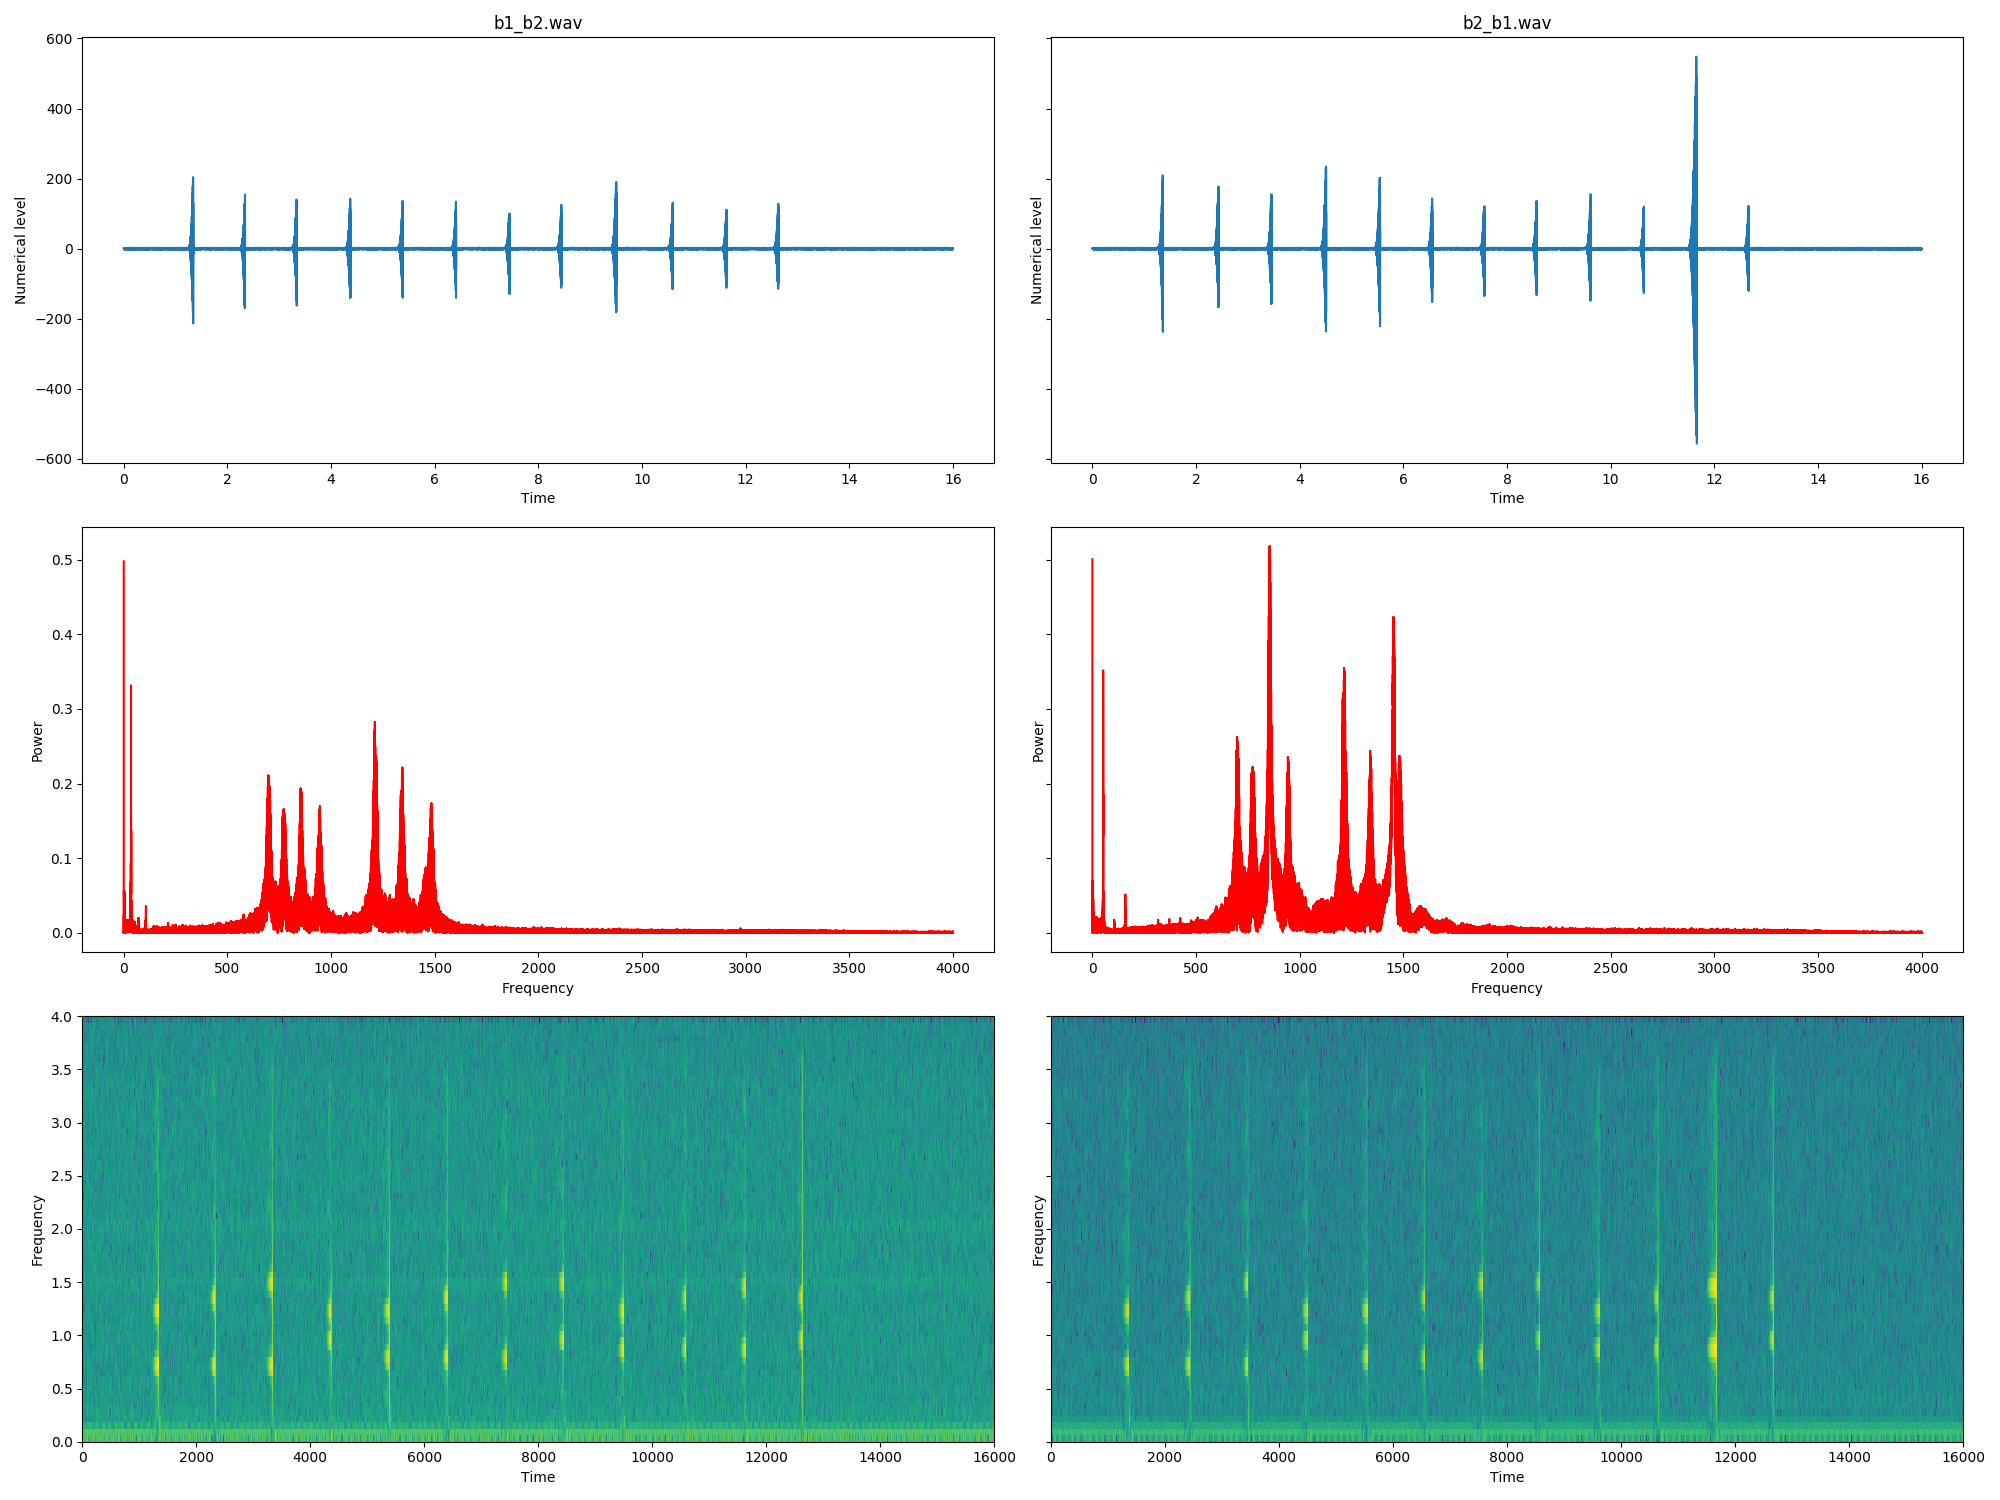 b1_b2.wav
b2_b1.wav
600
400
200
0
−200
−400
−600
Numerical level
Numerical level
0 2 4 6 8 10 12 14 16
0 2 4 6 8 10 12 14 16
Time
Time
0.5
0.4
0.3
0.2
0.1
0.0
Power
Power
0 500 1000 1500 2000 2500 3000 3500 4000
0 500 1000 1500 2000 2500 3000 3500 4000
Frequency
Frequency
4.0
3.5
3.0
2.5
2.0
1.5
1.0
0.5
0.0
Frequency
Frequency
0 2000 4000 6000 8000 10000 12000 14000 16000
0 2000 4000 6000 8000 10000 12000 14000 16000
Time
Time